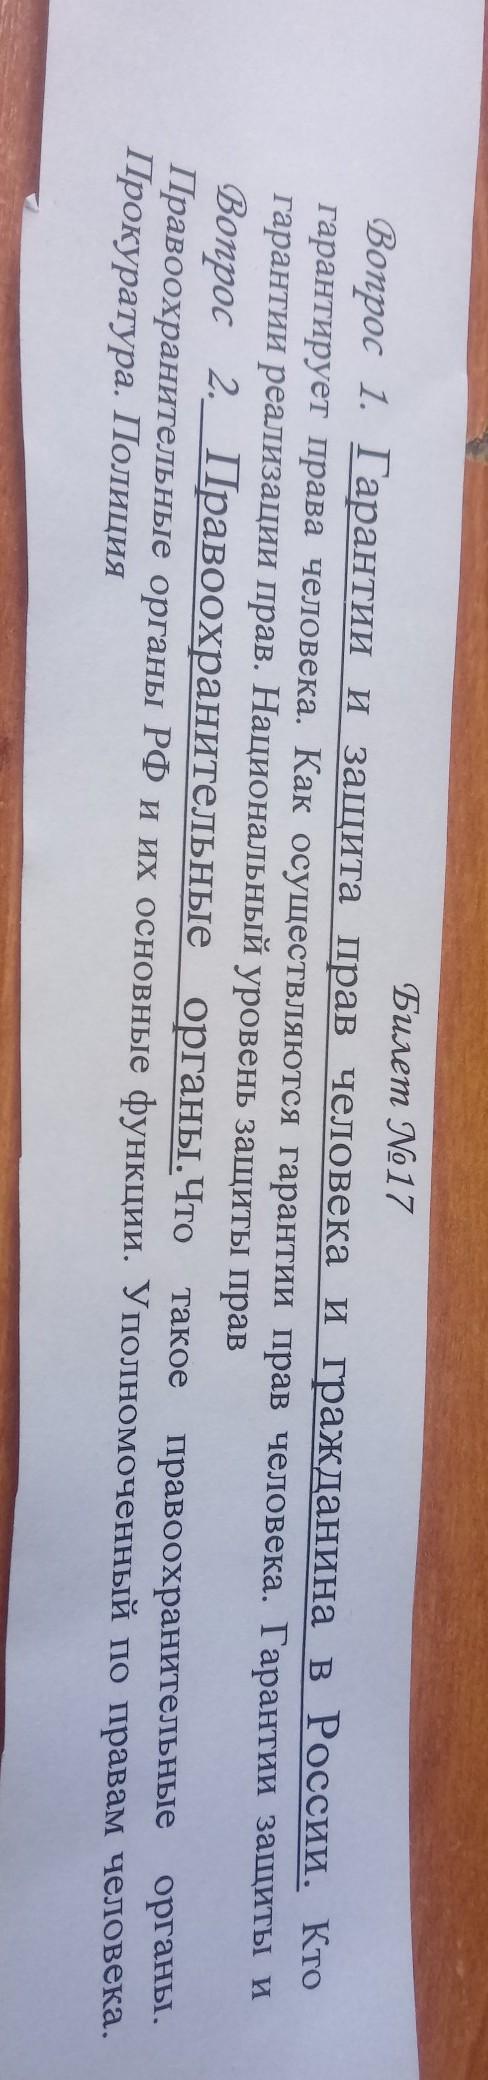 Билет №17
Вопрос 1. Гарантии и защита прав человека и гражданина в России. Кто
гарантирует права человека. Как осуществляются гарантии прав человека. Гарантии защиты и
гарантии реализации прав. Национальный уровень защиты прав
Вопрос 2. Правоохранительные органы. Что такое правоохранительные органы.
Правоохранительные органы РФ и их основные функции. Уполномоченный по правам человека.
Прокуратура. Полиция